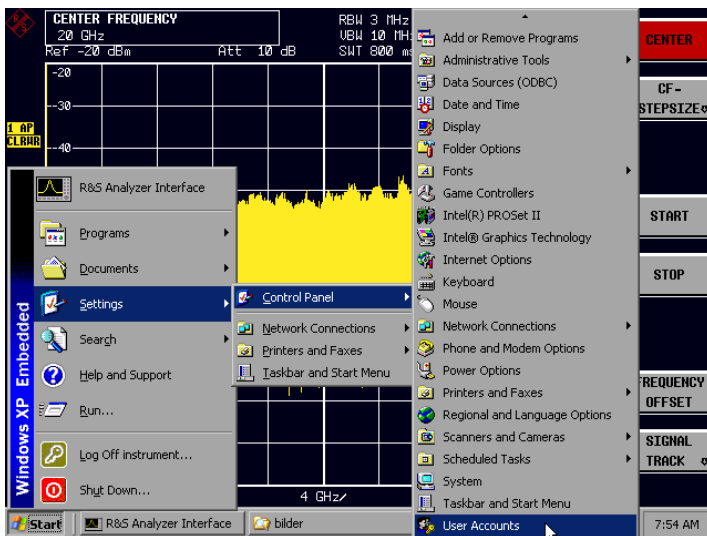 CENTER FREQUENCY
20 GHz
Ref -20 dBm
Att 10 dB
RBW 3 MHz
VBW 10 MH
SWT 800 ms
-20
-30
-40
1 AP
CLRWR
4 GHz/
Windows XP Embedded
R&S Analyzer Interface
Programs
Documents
Settings
Search
Help and Support
Run...
Log Off instrument...
Shut Down...
Control Panel
Network Connections
Printers and Faxes
Taskbar and Start Menu
Add or Remove Programs
Administrative Tools
Data Sources (ODBC)
Date and Time
Display
Folder Options
Fonts
Game Controllers
Intel(R) PROSet II
Intel® Graphics Technology
Internet Options
Keyboard
Mouse
Network Connections
Phone and Modem Options
Power Options
Printers and Faxes
Regional and Language Options
Scanners and Cameras
Scheduled Tasks
System
Taskbar and Start Menu
User Accounts
CENTER
CF-
STEPSIZE
START
STOP
FREQUENCY
OFFSET
SIGNAL
TRACK
Start
R&S Analyzer Interface
bilder
7:54 AM